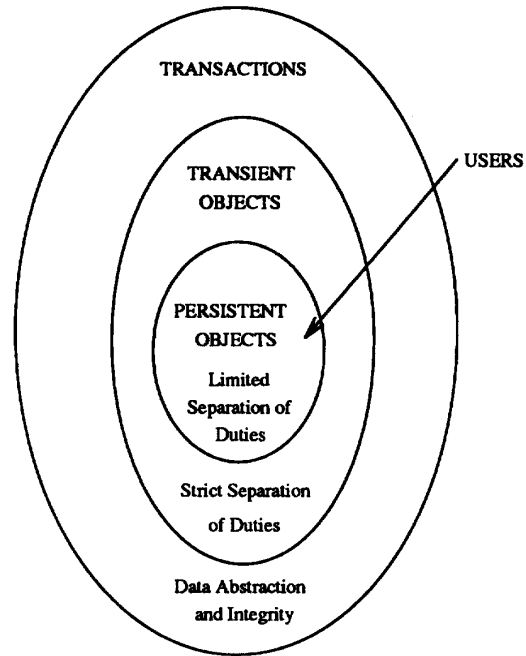 TRANSACTIONS
TRANSIENT
OBJECTS
USERS
PERSISTENT
OBJECTS
Limited
Separation of
Duties
Strict Separation
of Duties
Data Abstraction
and Integrity